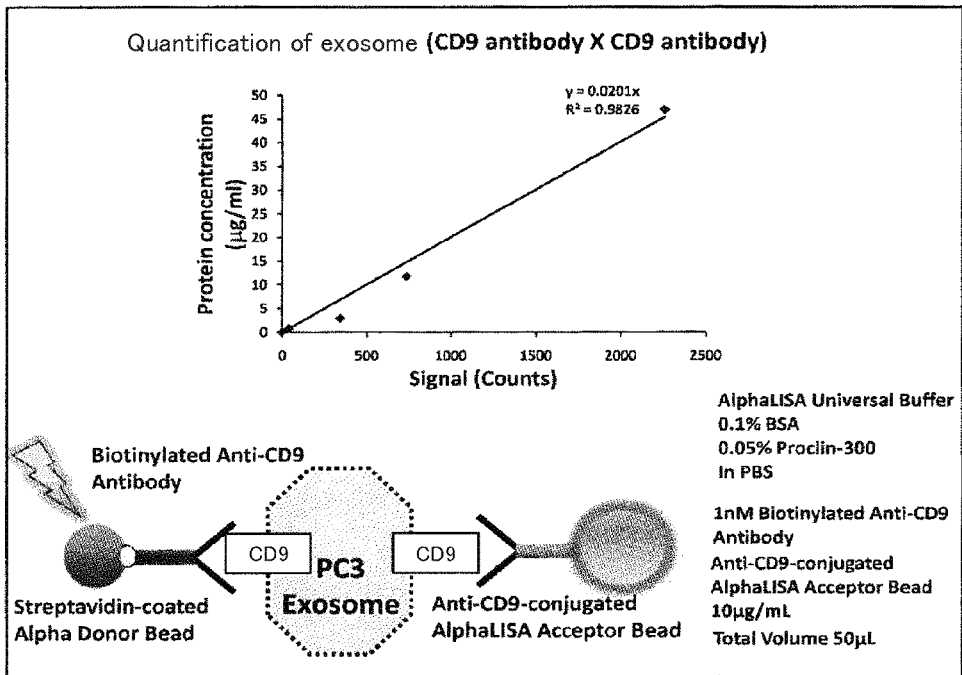 Quantification of exosome (CD9 antibody X CD9 antibody)
y = 0.0201x
R² = 0.9826
Protein concentration
(µg/ml)
50
45
40
35
30
25
20
15
10
5
0
0
500
1000
1500
2000
2500
Signal (Counts)
AlphaLISA Universal Buffer
0.1% BSA
0.05% Proclin-300
In PBS
1nM Biotinylated Anti-CD9
Antibody
Anti-CD9-conjugated
AlphaLISA Acceptor Bead
10µg/mL
Total Volume 50µL
Biotinylated Anti-CD9
Antibody
CD9
CD9
PC3
Exosome
Streptavidin-coated
Alpha Donor Bead
Anti-CD9-conjugated
AlphaLISA Acceptor Bead